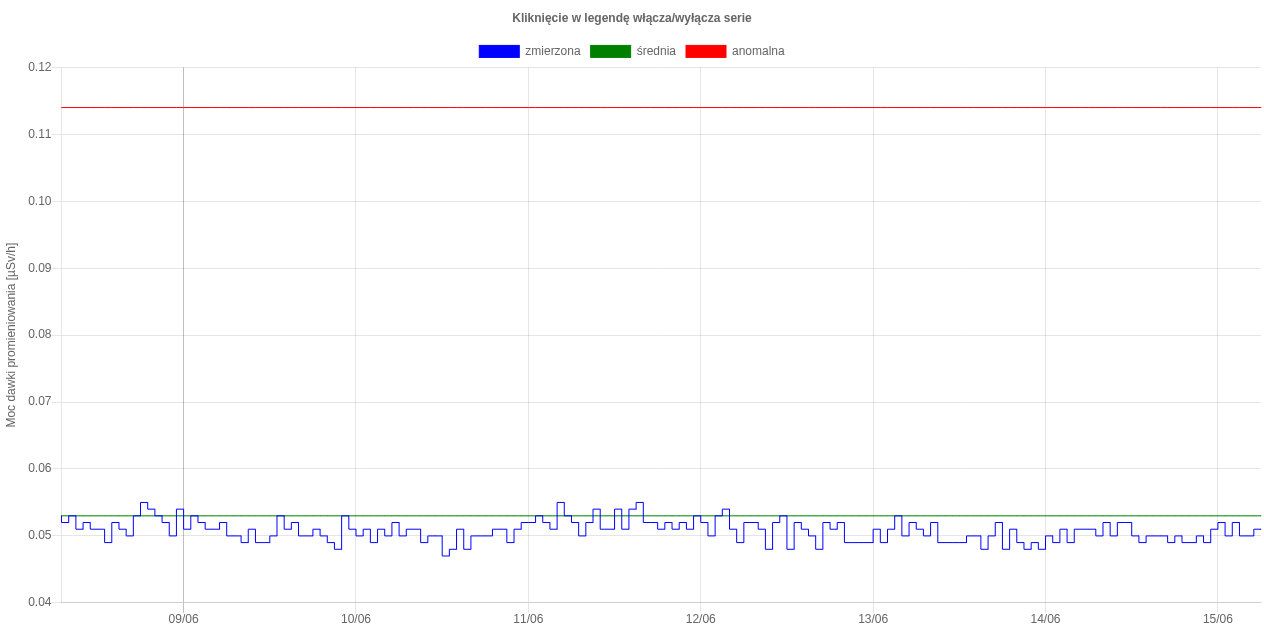 Kliknięcie w legendę włącza/wyłącza serie
zmierzona średnia anomalna
Moc dawki promieniowania [µSv/h]
0.12
0.11
0.10
0.09
0.08
0.07
0.06
0.05
0.04
09/06 10/06 11/06 12/06 13/06 14/06 15/06